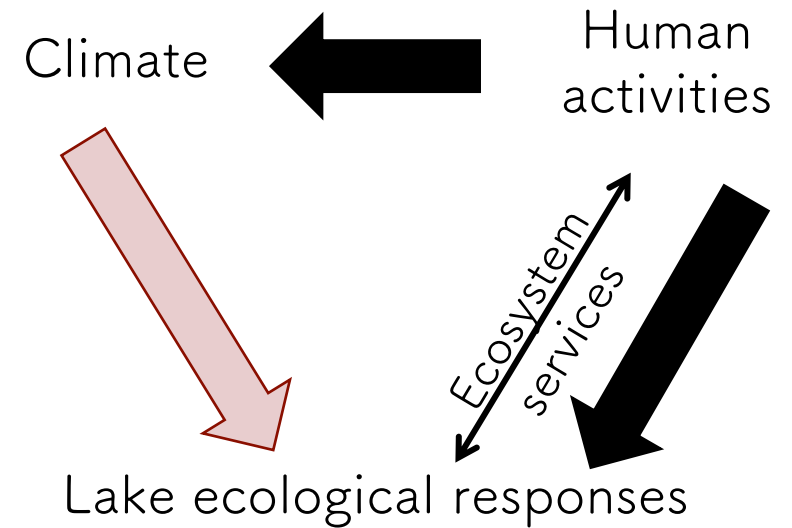 Climate
Human
activities
Ecosystem
services
Lake ecological responses